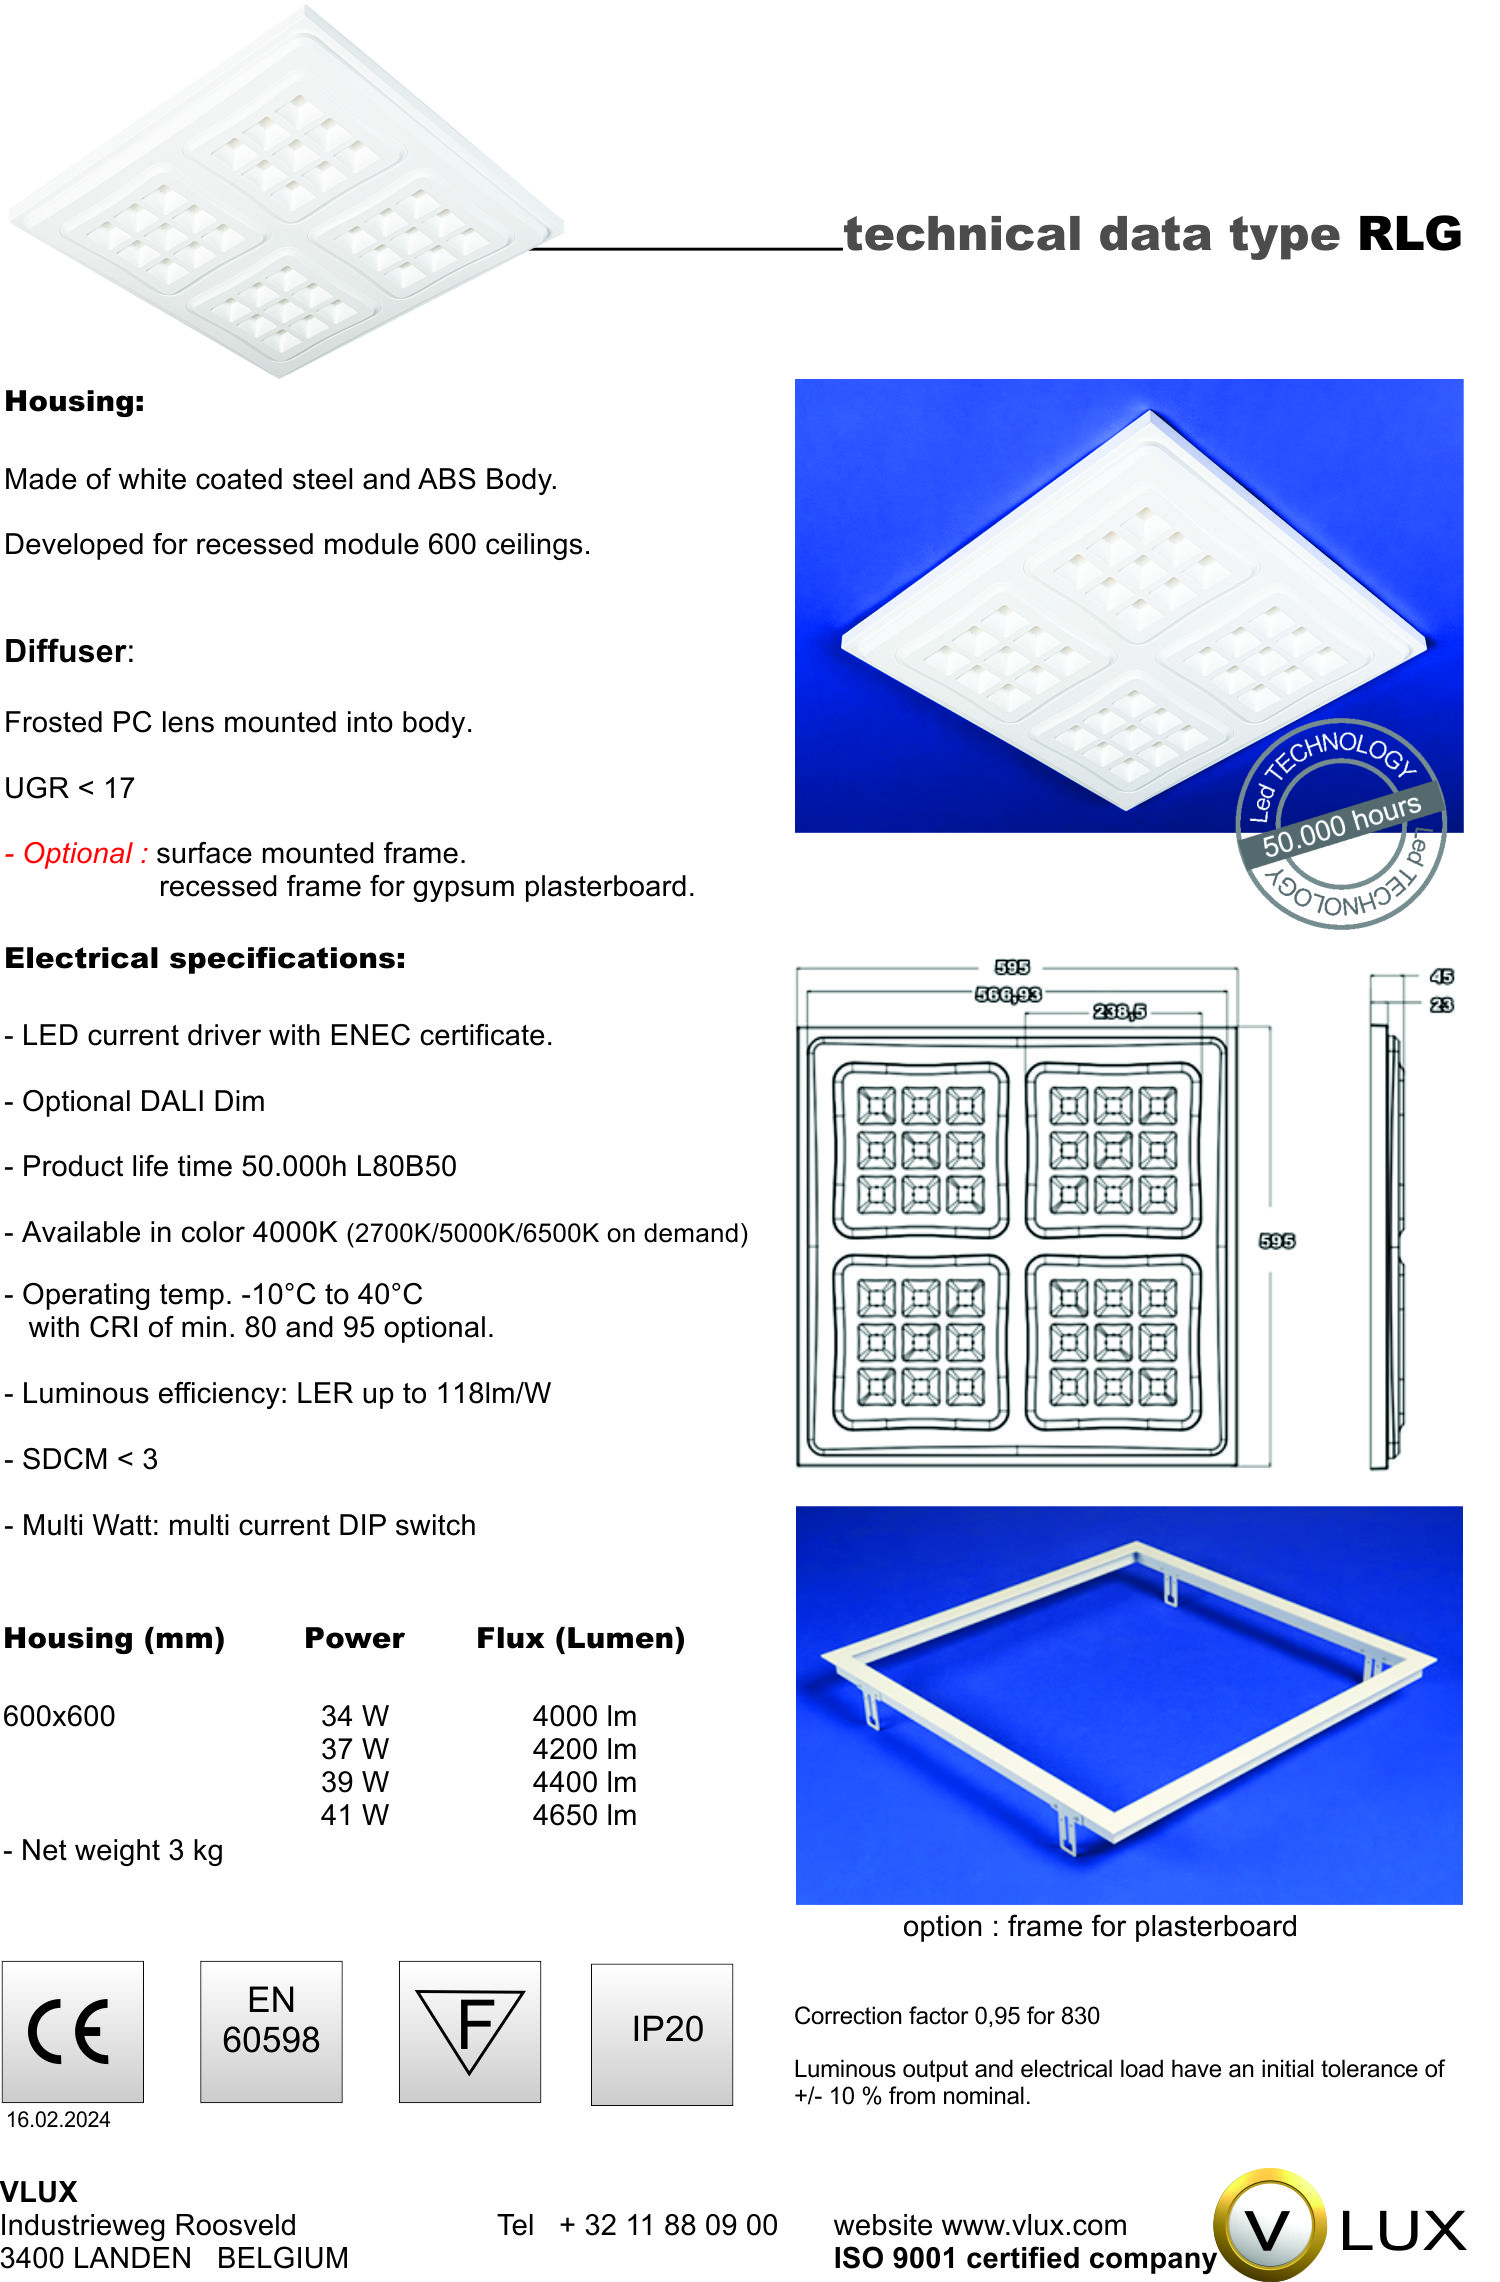 technical data type RLG
Housing:
Made of white coated steel and ABS Body.
Developed for recessed module 600 ceilings.
Diffuser:
Frosted PC lens mounted into body.
UGR < 17
- Optional : surface mounted frame.
recessed frame for gypsum plasterboard.
Led TECHNOLOGY
50.000 hours
Led TECHNOLOGY
Electrical specifications:
- LED current driver with ENEC certificate.
- Optional DALI Dim
- Product life time 50.000h L80B50
- Available in color 4000K (2700K/5000K/6500K on demand)
- Operating temp. -10°C to 40°C
with CRI of min. 80 and 95 optional.
- Luminous efficiency: LER up to 118lm/W
- SDCM < 3
- Multi Watt: multi current DIP switch
595
566,93
238,5
595
45
23
Housing (mm) Power Flux (Lumen)
600x600 34 W 4000 lm
37 W 4200 lm
39 W 4400 lm
41 W 4650 lm
- Net weight 3 kg
option : frame for plasterboard
CE
EN
60598
F
IP20
16.02.2024
Correction factor 0,95 for 830
Luminous output and electrical load have an initial tolerance of
+/- 10 % from nominal.
VLUX
Industrieweg Roosveld Tel + 32 11 88 09 00 website www.vlux.com
3400 LANDEN BELGIUM ISO 9001 certified company
V LUX